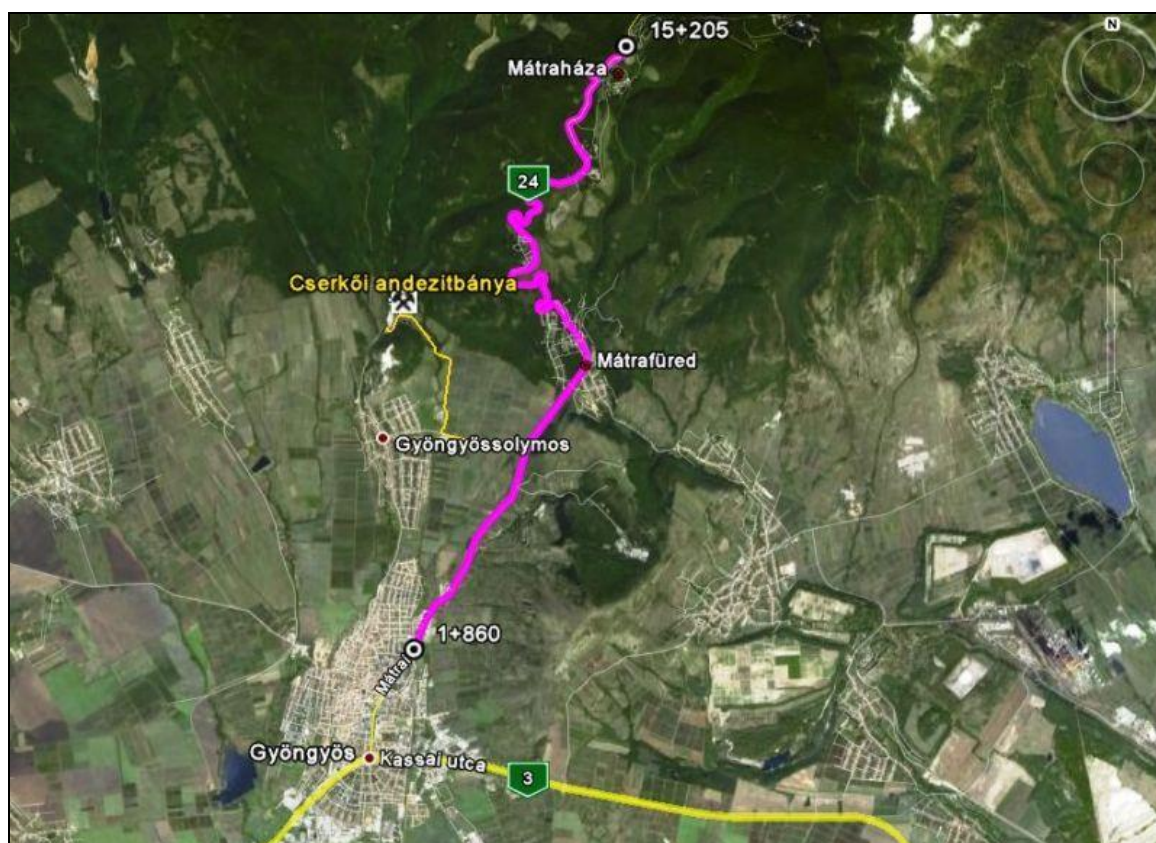 N
15+205
Mátraháza
24
Cserkői andezitbánya
Mátrafüred
Gyöngyössolymos
1+860
Mátrai
Gyöngyös
Kassai utca
3